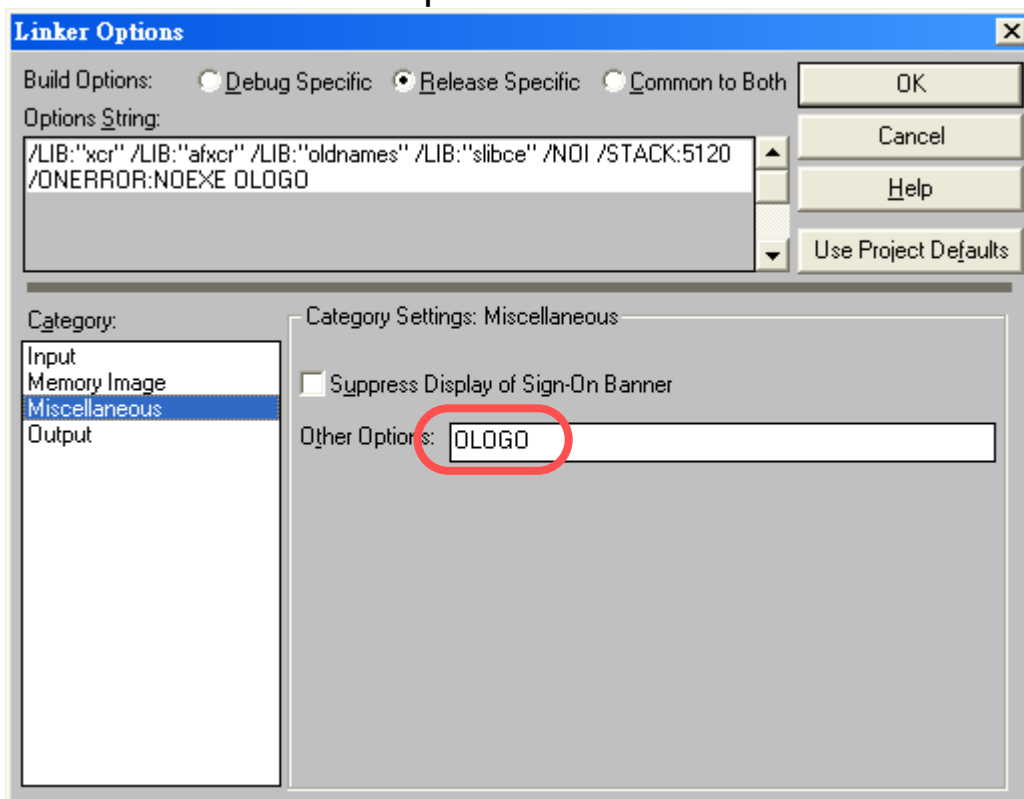 Linker Options
Build Options: Debug Specific Release Specific Common to Both OK
Options String:
/LIB:"xcr" /LIB:"afxcr" /LIB:"oldnames" /LIB:"slibce" /NOI /STACK:5120
/ONERROR:NOEXE OLOGO
Cancel
Help
Use Project Defaults
Category:
Input
Memory Image
Miscellaneous
Output
Category Settings: Miscellaneous
Suppress Display of Sign-On Banner
Other Options: OLOGO